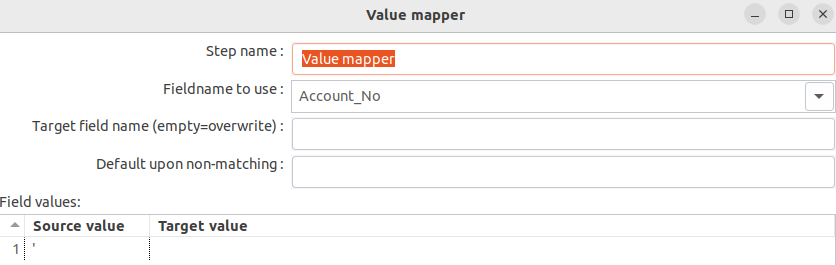 Value mapper
Step name :
Value mapper
Fieldname to use :
Account_No
Target field name (empty=overwrite) :
Default upon non-matching :
Field values:
Source value Target value
1 '